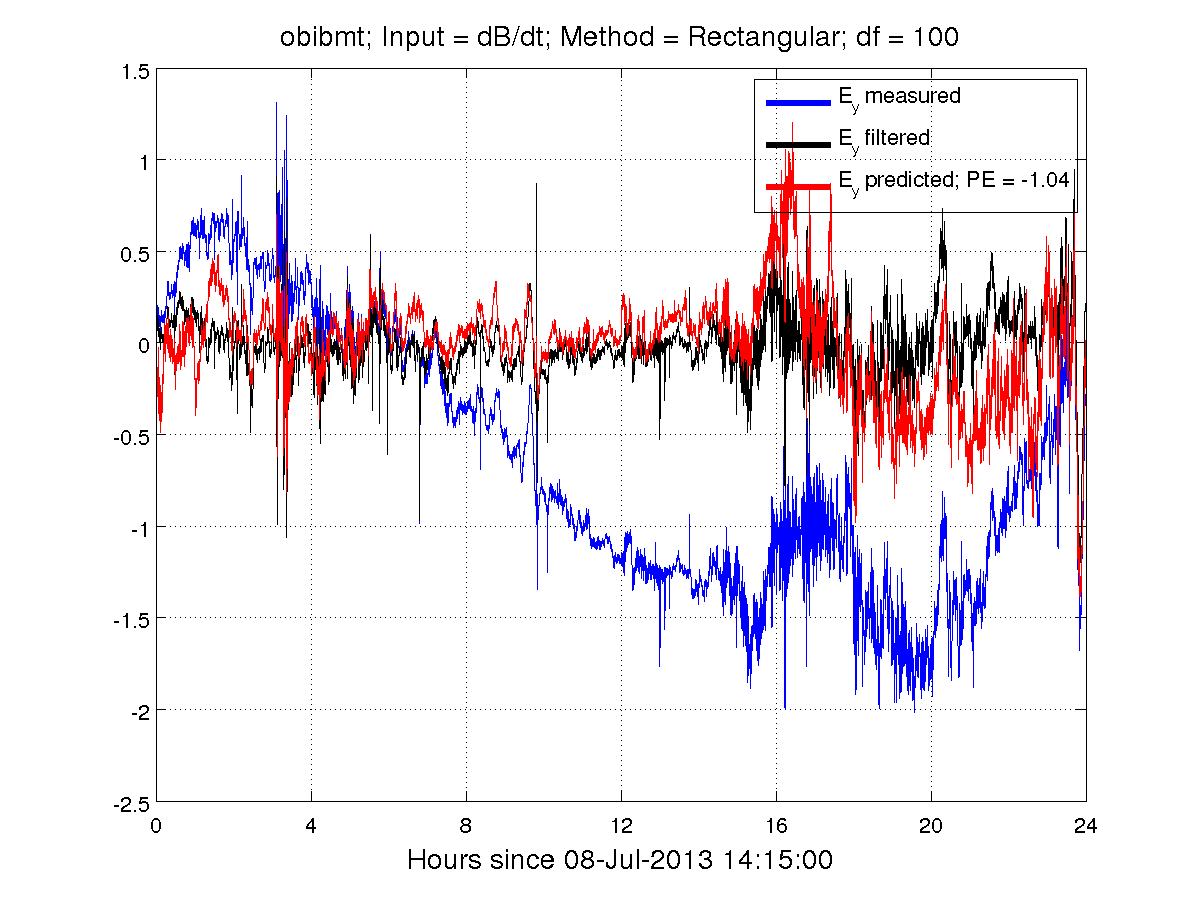 obibmt; Input = dB/dt; Method = Rectangular; df = 100
E_y measured
E_y filtered
E_y predicted; PE = -1.04
1.5
1
0.5
0
-0.5
-1
-1.5
-2
-2.5
0 4 8 12 16 20 24
Hours since 08-Jul-2013 14:15:00